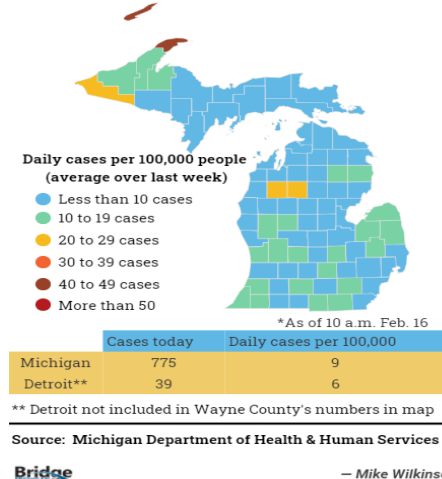 Daily cases per 100,000 people
(average over last week)
Less than 10 cases
10 to 19 cases
20 to 29 cases
30 to 39 cases
40 to 49 cases
More than 50
*As of 10 a.m. Feb. 16
Cases today Daily cases per 100,000
Michigan 775 9
Detroit** 39 6
** Detroit not included in Wayne County's numbers in map
Source: Michigan Department of Health & Human Services
Bridge — Mike Wilkins